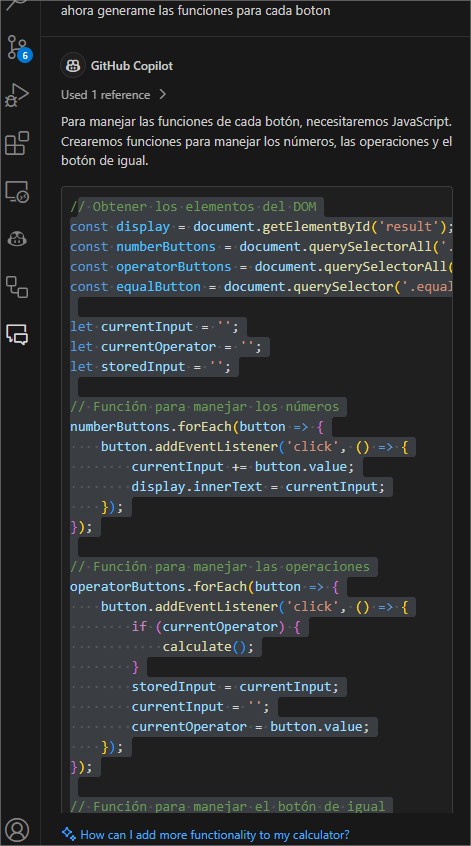 ahora generame las funciones para cada boton
6
GitHub Copilot
Used 1 reference
Para manejar las funciones de cada botón, necesitaremos JavaScript.
Crearemos funciones para manejar los números, las operaciones y el
botón de igual.
// Obtener los elementos del DOM
const display = document.getElementById('result');
const numberButtons = document.querySelectorAll('.
const operatorButtons = document.querySelectorAll(
const equalButton = document.querySelector('.equal
let currentInput = '';
let currentOperator = '';
let storedInput = '';
// Función para manejar los números
numberButtons.forEach(button => {
    button.addEventListener('click', () => {
        currentInput += button.value;
        display.innerText = currentInput;
    });
});
// Función para manejar las operaciones
operatorButtons.forEach(button => {
    button.addEventListener('click', () => {
        if (currentOperator) {
            calculate();
        }
        storedInput = currentInput;
        currentInput = '';
        currentOperator = button.value;
    });
});
// Función para manejar el botón de igual
How can I add more functionality to my calculator?